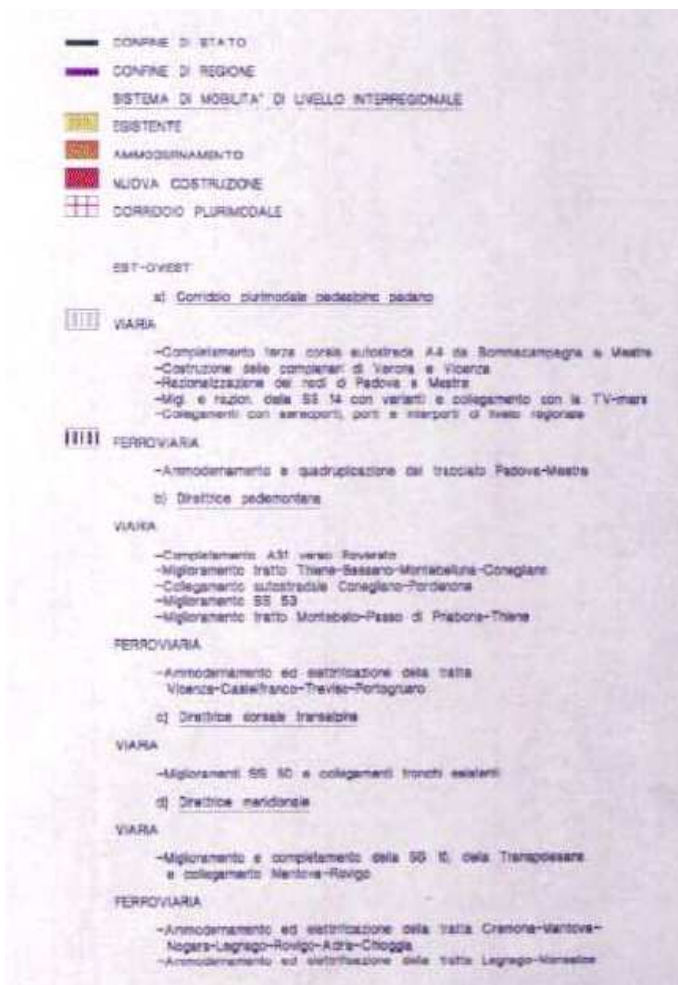 CONFINE DI STATO
CONFINE DI REGIONE
SISTEMA DI MOBILITA' DI LIVELLO INTERREGIONALE
ESISTENTE
AMMODERNAMENTO
NUOVA COSTRUZIONE
CORRIDOIO PLURIMODALE
EST-OVEST
a) Corridoio plurimodale pedealpino padano
VIARIA
-Completamento terza corsia autostrada A4 da Sommacampagna a Mestre
-Costruzione delle complanari di Verona e Vicenza
-Razionalizzazione dei nodi di Padova e Mestre
-Migl. e razion. della SS 14 con varianti e collegamento con la TV-mare
-Collegamenti con aereoporti, porti e interporti di livello regionale
FERROVIARIA
-Ammodernamento e quadruplicazione del tracciato Padova-Mestre
b) Direttrice pedemontana
VIARIA
-Completamento A31 verso Rovereto
-Miglioramento tratto Thiene-Bassano-Montebelluna-Conegliano
-Collegamento autostradale Conegliano-Pordenone
-Miglioramento SS 53
-Miglioramento tratto Montebello-Passo di Priabona-Thiene
FERROVIARIA
-Ammodernamento ed elettrificazione della tratta
Vicenza-Castelfranco-Treviso-Portogruaro
c) Direttrice dorsale transalpina
VIARIA
-Miglioramenti SS 50 e collegamenti tronchi esistenti
d) Direttrice meridionale
VIARIA
-Miglioramento e completamento della SS 10, della Transpolesana
e collegamento Mantova-Rovigo
FERROVIARIA
-Ammodernamento ed elettrificazione della tratta Cremona-Mantova-
Nogara-Legnago-Rovigo-Adria-Chioggia
-Ammodernamento ed elettrificazione della tratta Legnago-Monselice